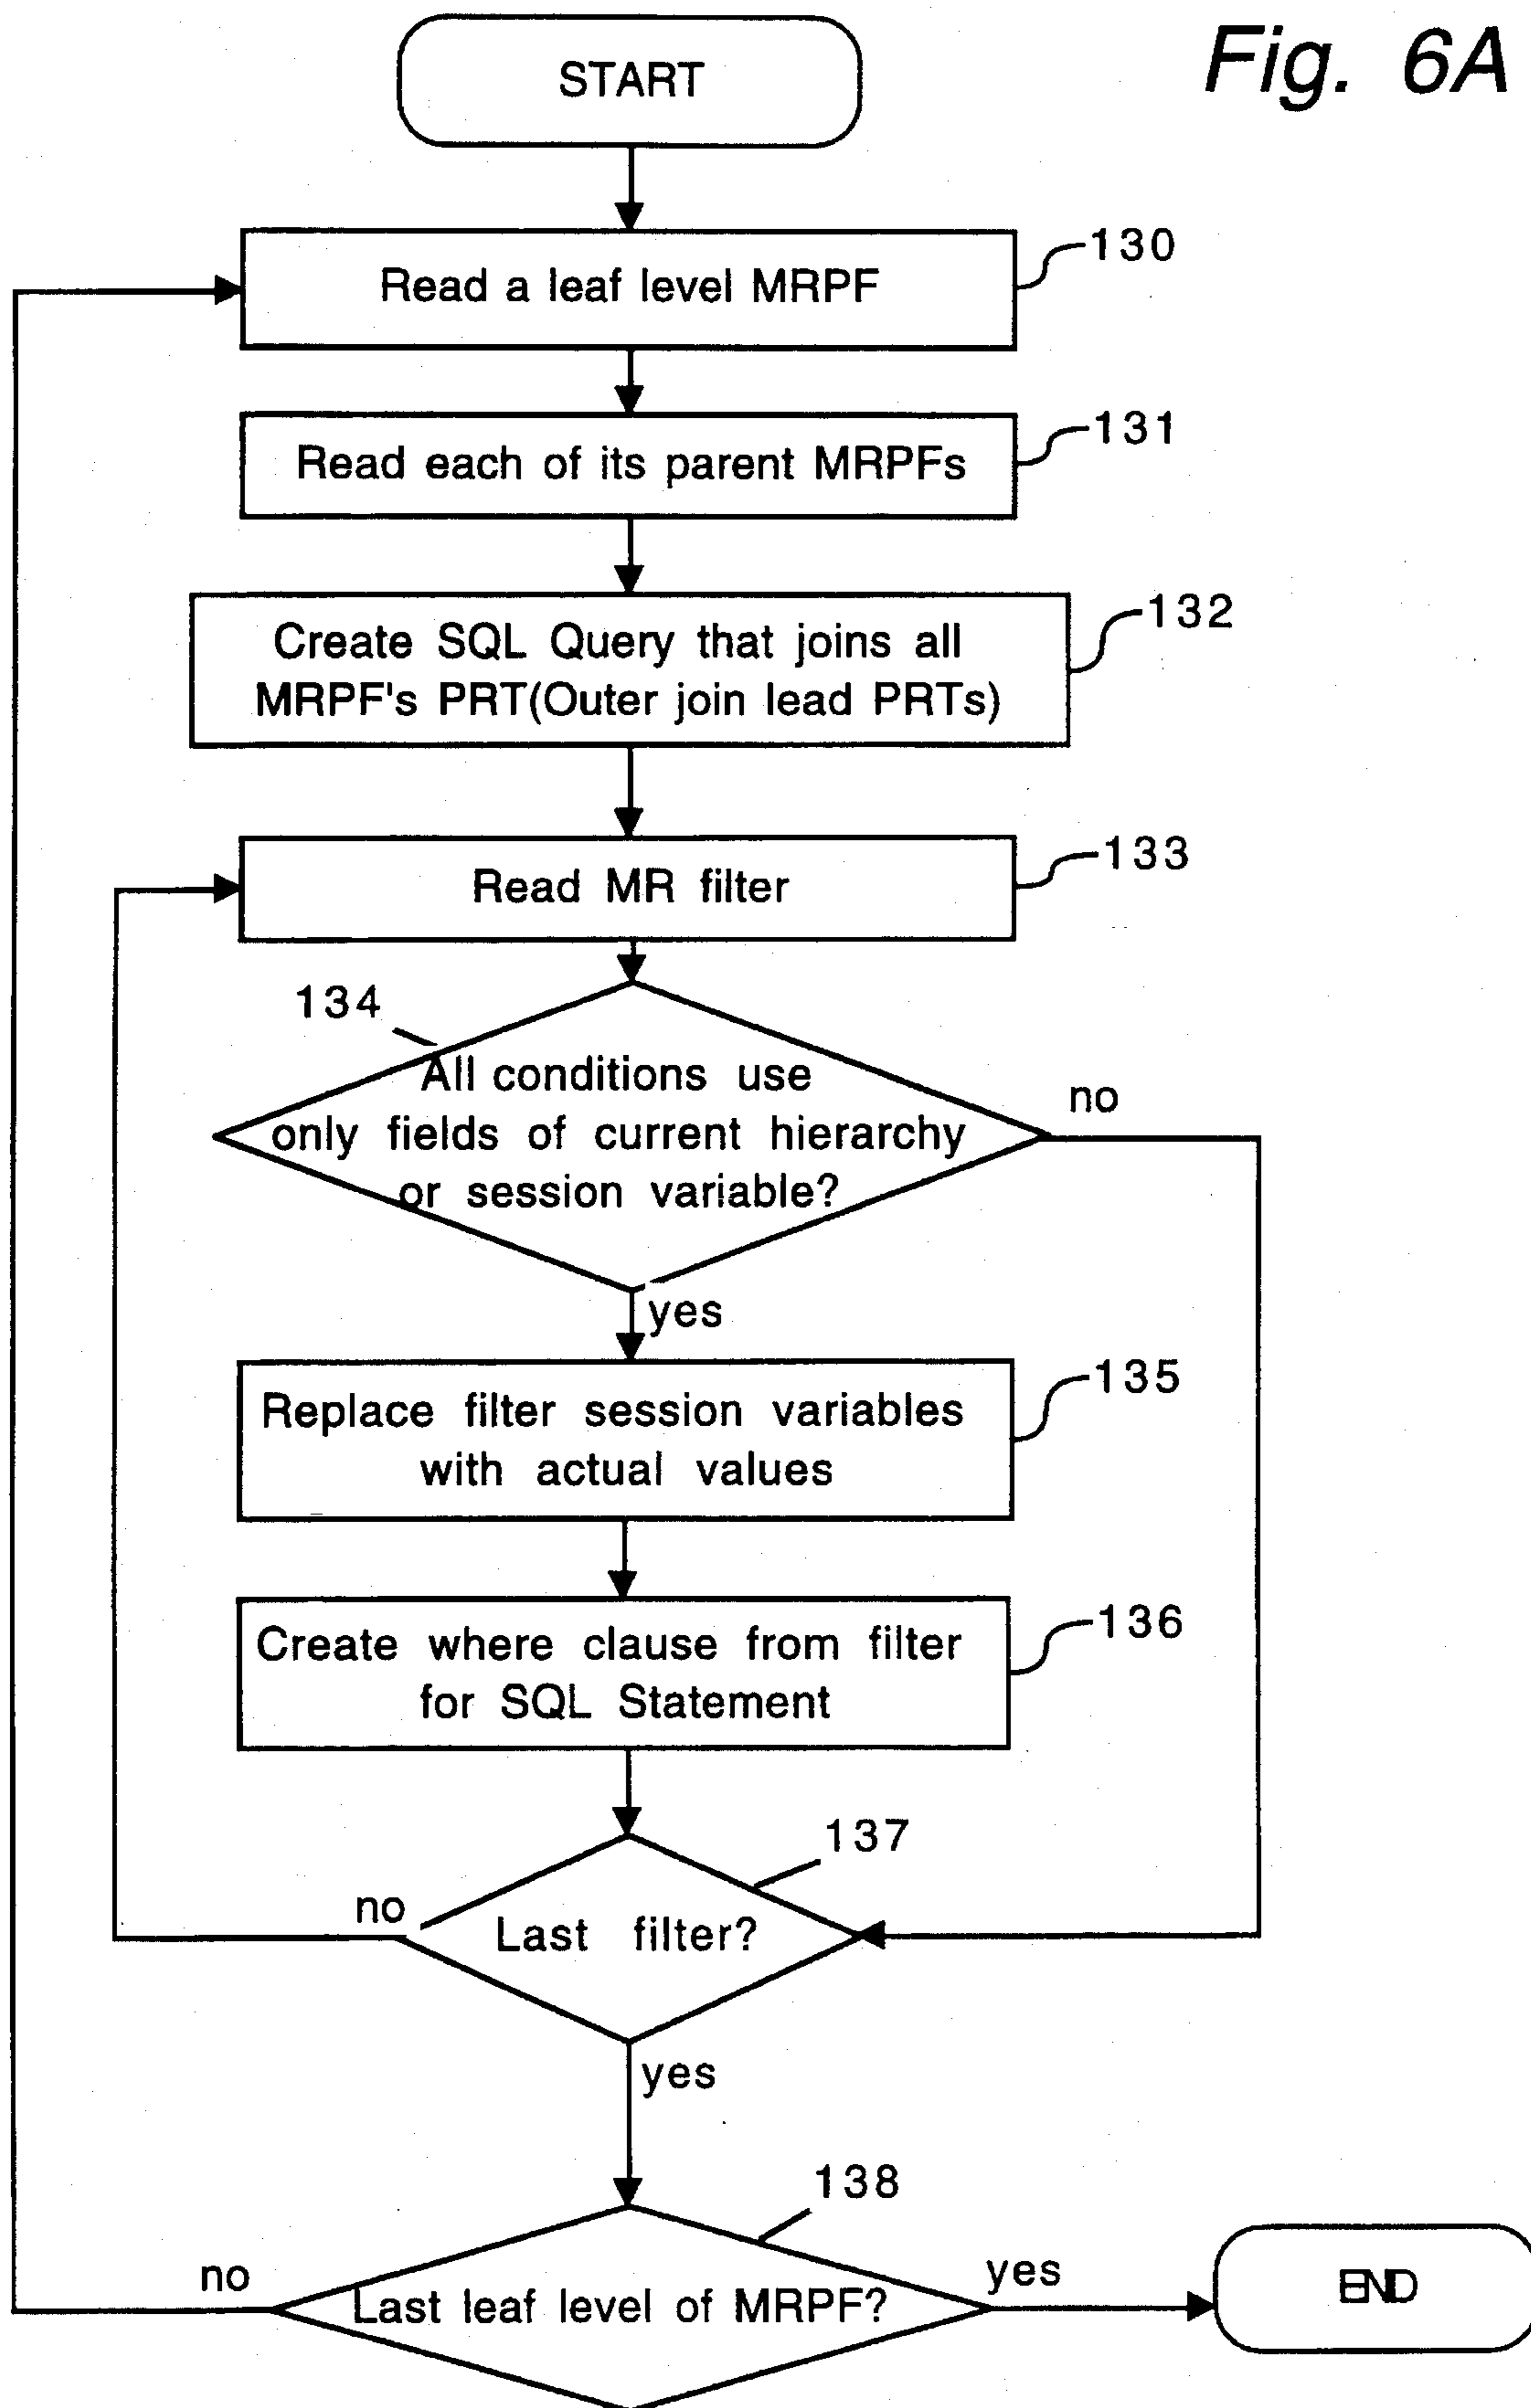 Fig. 6A
START
Read a leaf level MRPF
130
Read each of its parent MRPFs
131
Create SQL Query that joins all
MRPF's PRT(Outer join lead PRTs)
132
Read MR filter
133
134
All conditions use
only fields of current hierarchy
or session variable?
no
yes
Replace filter session variables
with actual values
135
Create where clause from filter
for SQL Statement
136
137
no
Last filter?
yes
138
no
Last leaf level of MRPF?
yes
END